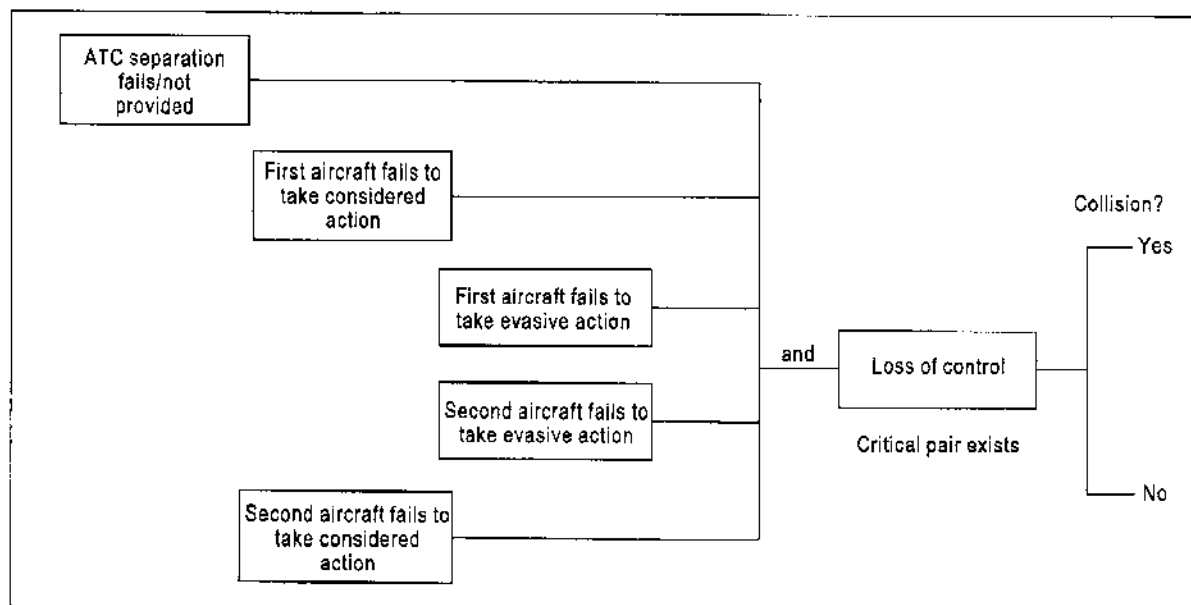 ATC separation
fails/not
provided
First aircraft fails to
take considered
action
First aircraft fails to
take evasive action
Second aircraft fails to
take evasive action
Second aircraft fails to
take considered
action
and
Loss of control
Critical pair exists
Collision?
Yes
No